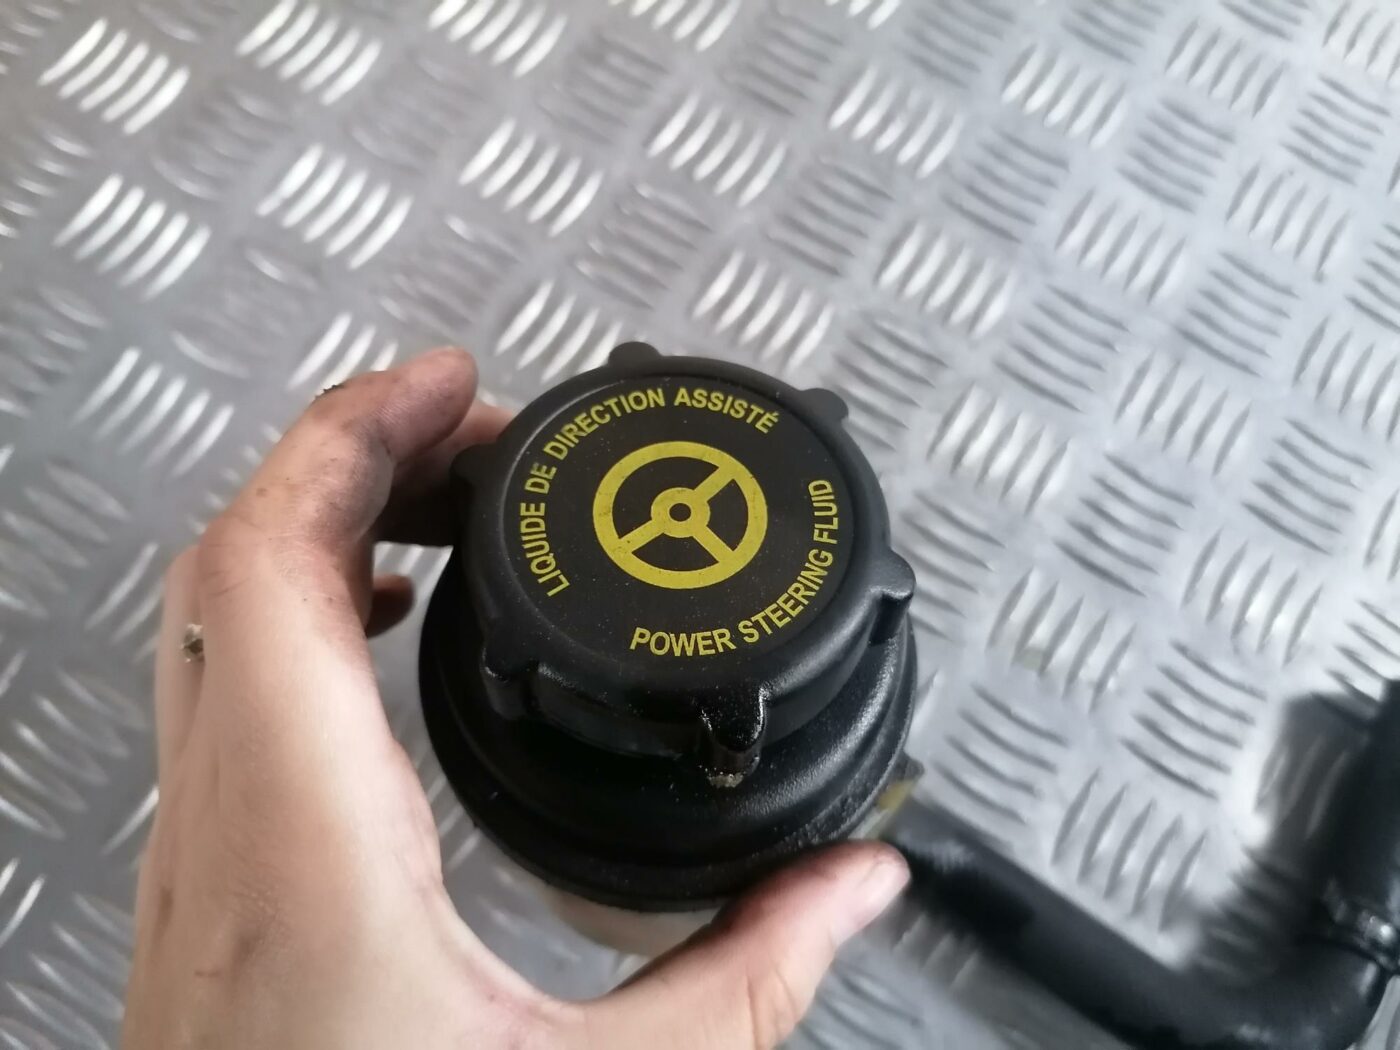 LIQUIDE DE DIRECTION ASSISTÉ
POWER STEERING FLUID